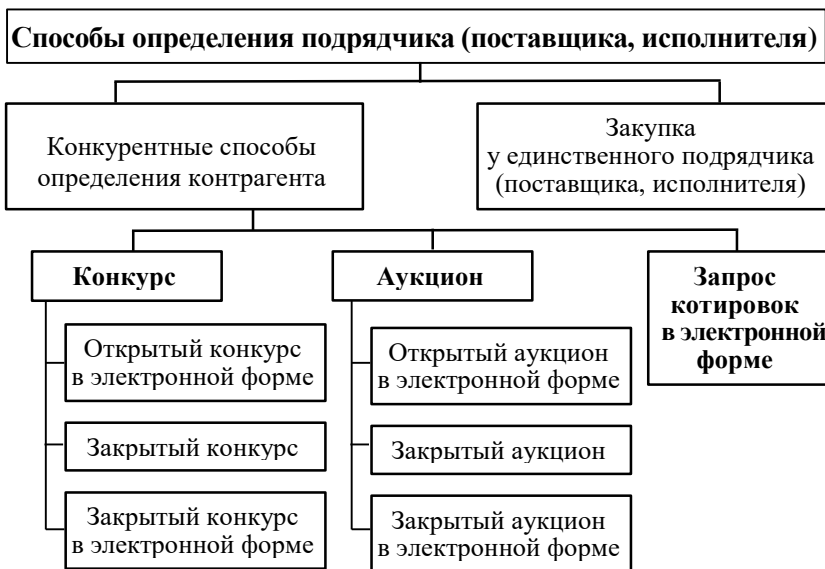 Способы определения подрядчика (поставщика, исполнителя)
Конкурентные способы
определения контрагента
Закупка
у единственного подрядчика
(поставщика, исполнителя)
Конкурс
Открытый конкурс
в электронной форме
Закрытый конкурс
Закрытый конкурс
в электронной форме
Аукцион
Открытый аукцион
в электронной форме
Закрытый аукцион
Закрытый аукцион
в электронной форме
Запрос
котировок
в электронной
форме